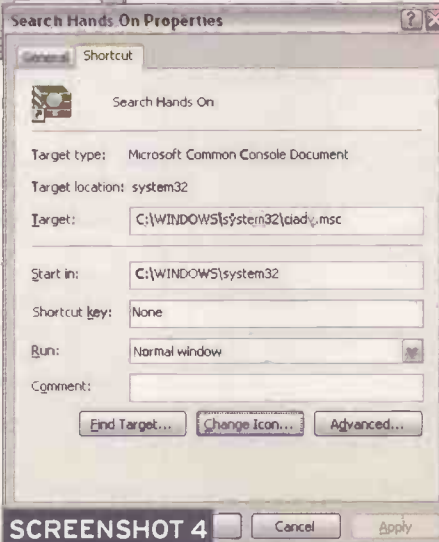 Search Hands On Properties
General Shortcut
Search Hands On
Target type: Microsoft Common Console Document
Target location: system32
Target: C:\WINDOWS\system32\ciadv.msc
Start in: C:\WINDOWS\system32
Shortcut key: None
Run: Normal window
Comment:
Find Target... Change Icon... Advanced...
SCREENSHOT 4 Cancel Apply